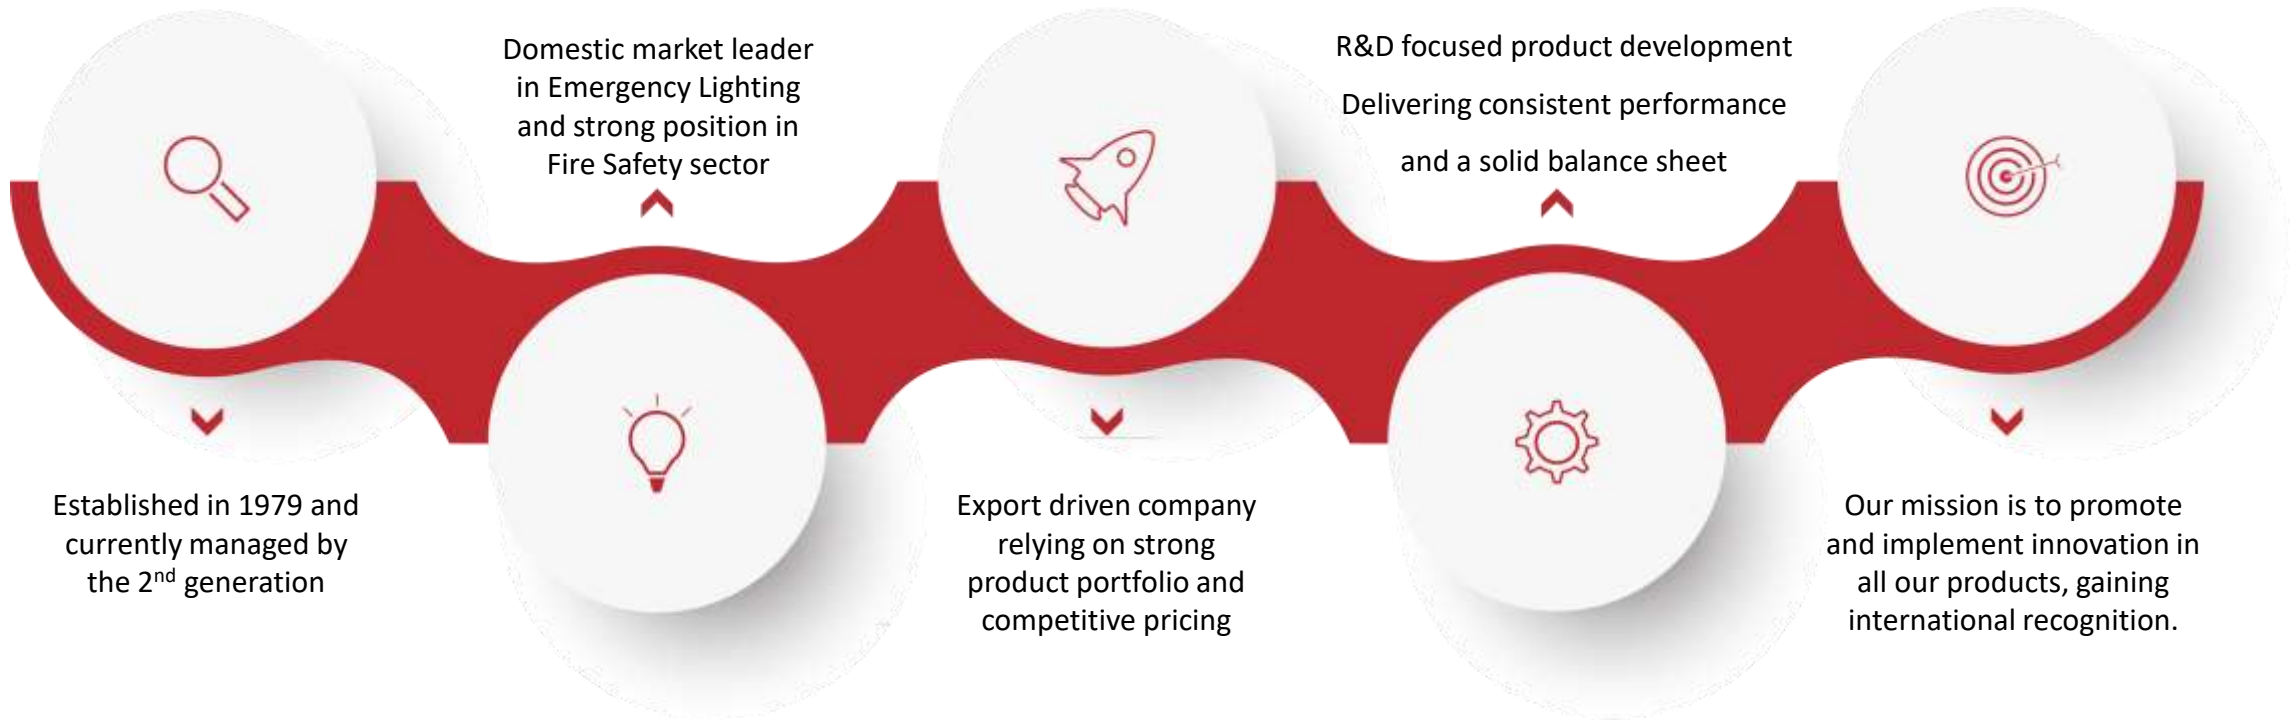 Established in 1979 and
currently managed by
the 2nd generation
Domestic market leader
in Emergency Lighting
and strong position in
Fire Safety sector
Export driven company
relying on strong
product portfolio and
competitive pricing
R&D focused product development
Delivering consistent performance
and a solid balance sheet
Our mission is to promote
and implement innovation in
all our products, gaining
international recognition.